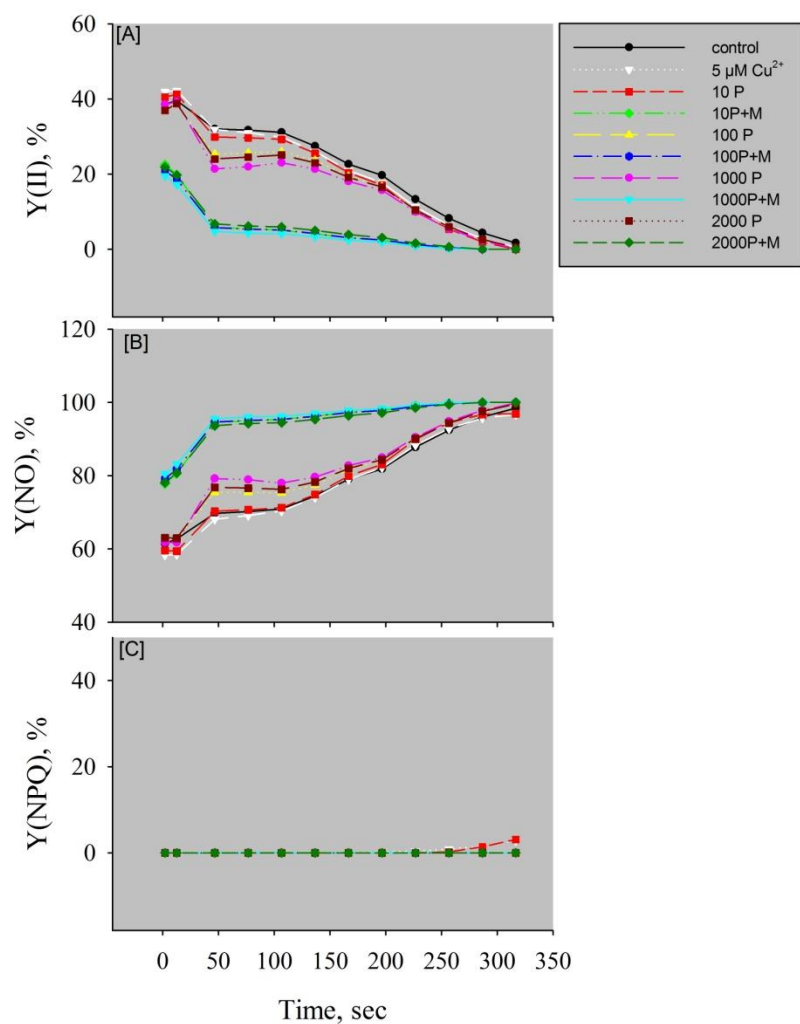 60
[A]
40
Y(II), %
20
0
control
5 µM Cu²⁺
10 P
10P+M
100 P
100P+M
1000 P
1000P+M
2000 P
2000P+M
120
[B]
100
Y(NO), %
80
60
40
[C]
40
Y(NPQ), %
20
0
0 50 100 150 200 250 300 350
Time, sec